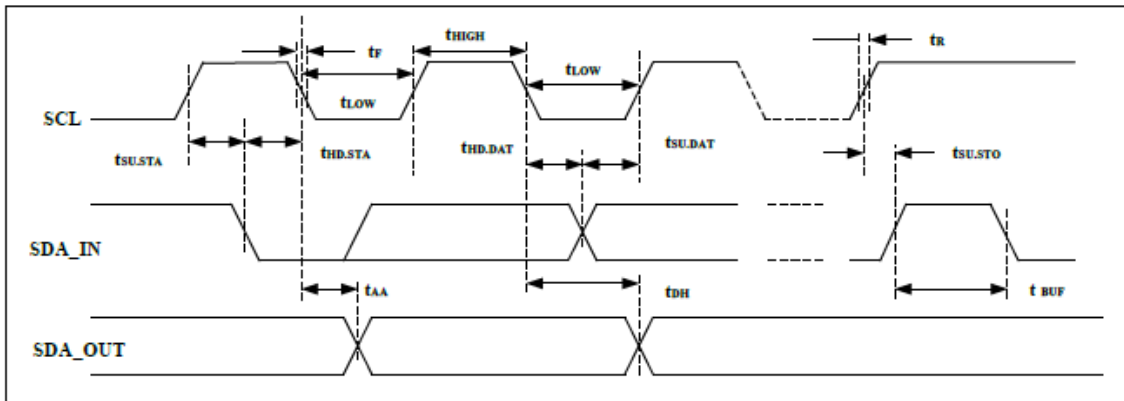 tHIGH
tR
tF
tLOW
tLOW
SCL
tSU.STA
tHD.STA
tHD.DAT
tSU.DAT
tSU.STO
SDA_IN
tAA
tDH
t BUF
SDA_OUT